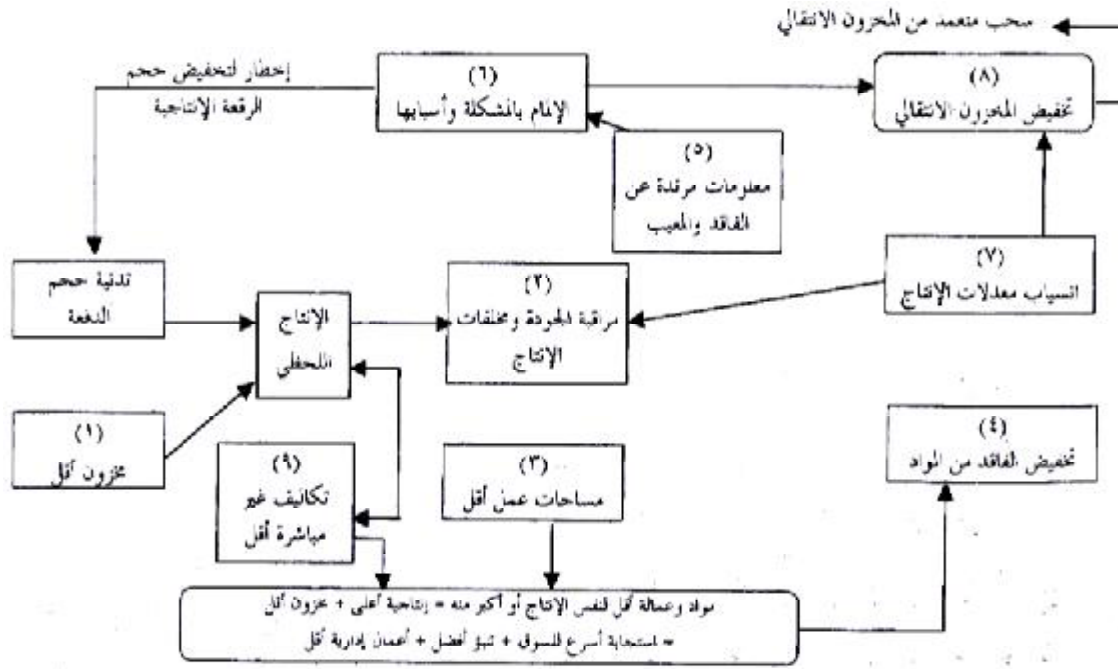 سحب متعمد من المخزون الانتقالي
(٨)
تخفيض المخزون الانتقالي
(٦)
الإلمام بالمشكلة وأسبابها
إخطار لتخفيض حجم
الرقعة الإنتاجية
(٥)
معلومات مرتدة عن
الفاقد والمعيب
(٧)
انسياب معدلات الإنتاج
(٢)
مراقبة الجودة ومخلفات
الإنتاج
الإنتاج
اللحظي
تدنية حجم
الدفعة
(١)
مخزون أقل
(٤)
تخفيض الفاقد من المواد
(٣)
مساحات عمل أقل
(٩)
تكاليف غير
مباشرة أقل
مواد وعمالة أقل لنفس الإنتاج أو أكبر منه = إنتاجية أعلى + مخزون أقل
= استجابة أسرع للسوق + تنبؤ أفضل + أعمال إدارية أقل